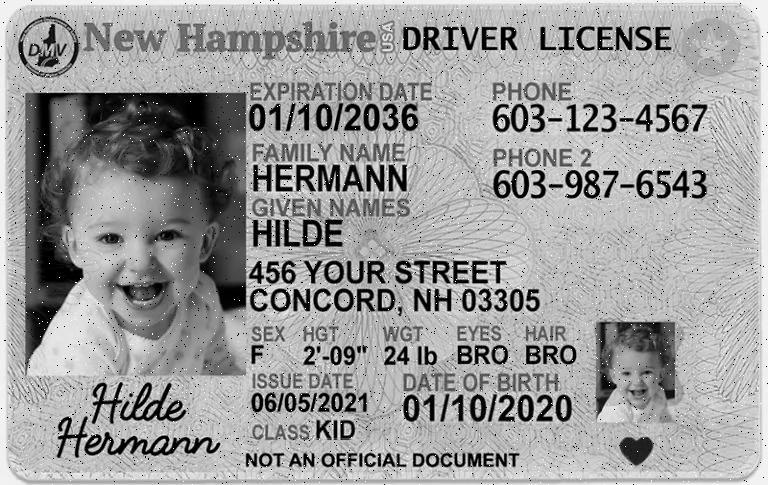 DMV
New Hampshire USA DRIVER LICENSE
EXPIRATION DATE
01/10/2036
PHONE
603-123-4567
FAMILY NAME
HERMANN
PHONE 2
603-987-6543
GIVEN NAMES
HILDE
456 YOUR STREET
CONCORD, NH 03305
SEX HGT WGT EYES HAIR
F 2'-09" 24 lb BRO BRO
ISSUE DATE
06/05/2021
DATE OF BIRTH
01/10/2020
CLASS KID
NOT AN OFFICIAL DOCUMENT
Hilde
Hermann